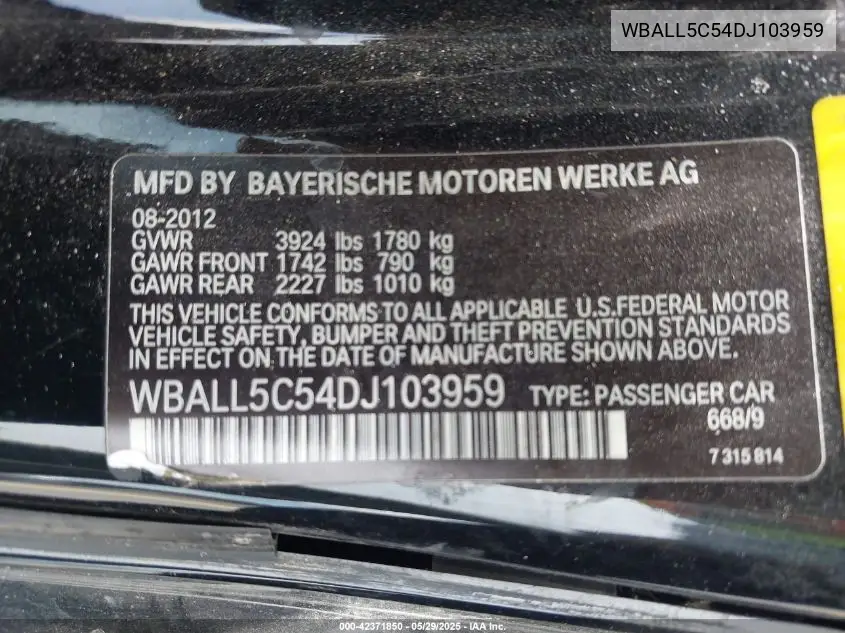 WBALL5C54DJ103959
MFD BY BAYERISCHE MOTOREN WERKE AG
08-2012
GVWR 3924 lbs 1780 kg
GAWR FRONT 1742 lbs 790 kg
GAWR REAR 2227 lbs 1010 kg
THIS VEHICLE CONFORMS TO ALL APPLICABLE U.S.FEDERAL MOTOR
VEHICLE SAFETY, BUMPER AND THEFT PREVENTION STANDARDS
IN EFFECT ON THE DATE OF MANUFACTURE SHOWN ABOVE.
WBALL5C54DJ103959 TYPE: PASSENGER CAR
668/9
7 315 814
000-42371850 - 05/29/2025 - IAA Inc.